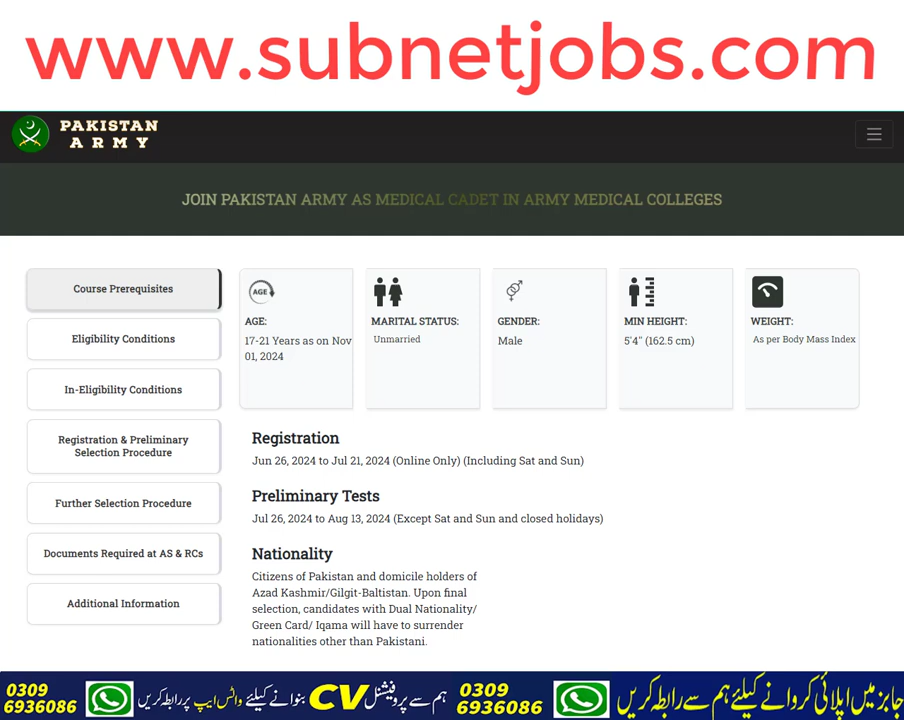 www.subnetjobs.com
PAKISTAN
ARMY
JOIN PAKISTAN ARMY AS MEDICAL CADET IN ARMY MEDICAL COLLEGES
Course Prerequisites
Eligibility Conditions
In-Eligibility Conditions
Registration & Preliminary
Selection Procedure
Further Selection Procedure
Documents Required at AS & RCs
Additional Information
AGE
AGE:
17-21 Years as on Nov
01, 2024
MARITAL STATUS:
Unmarried
GENDER:
Male
MIN HEIGHT:
5'4" (162.5 cm)
WEIGHT:
As per Body Mass Index
Registration
Jun 26, 2024 to Jul 21, 2024 (Online Only) (Including Sat and Sun)
Preliminary Tests
Jul 26, 2024 to Aug 13, 2024 (Except Sat and Sun and closed holidays)
Nationality
Citizens of Pakistan and domicile holders of
Azad Kashmir/Gilgit-Baltistan. Upon final
selection, candidates with Dual Nationality/
Green Card/ Iqama will have to surrender
nationalities other than Pakistani.
جابز میں اپلائی کروانے کیلئے ہم سے رابطہ کریں
0309
6936086
ہم سے پروفیشنل CV بنوانے کیلئے واٹس ایپ پر رابطہ کریں
0309
6936086